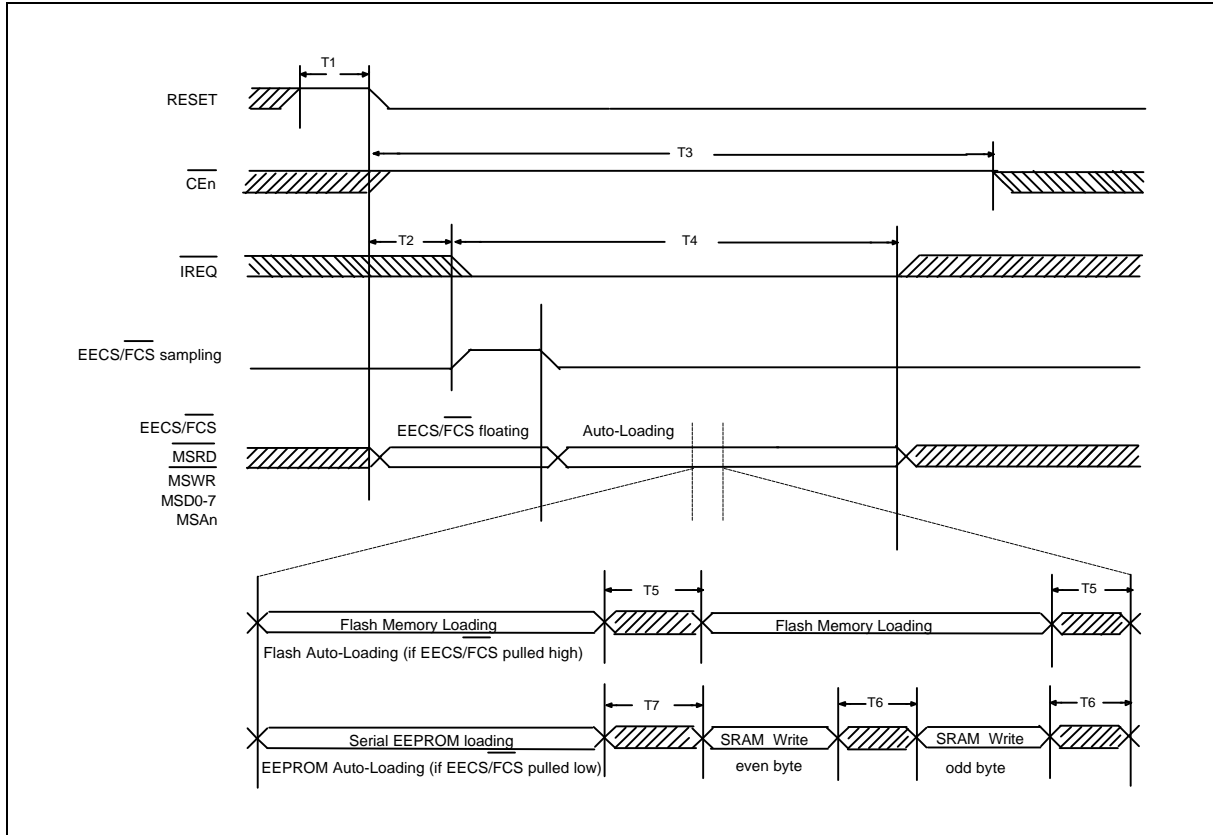 T1
RESET
T3
CEn
T2
T4
IREQ
EECS/FCS sampling
EECS/FCS
EECS/FCS floating
Auto-Loading
MSRD
MSWR
MSD0-7
MSAn
T5
T5
Flash Memory Loading
Flash Memory Loading
Flash Auto-Loading (if EECS/FCS pulled high)
T7
T6
T6
Serial EEPROM loading
SRAM Write
SRAM Write
EEPROM Auto-Loading (if EECS/FCS pulled low)
even byte
odd byte